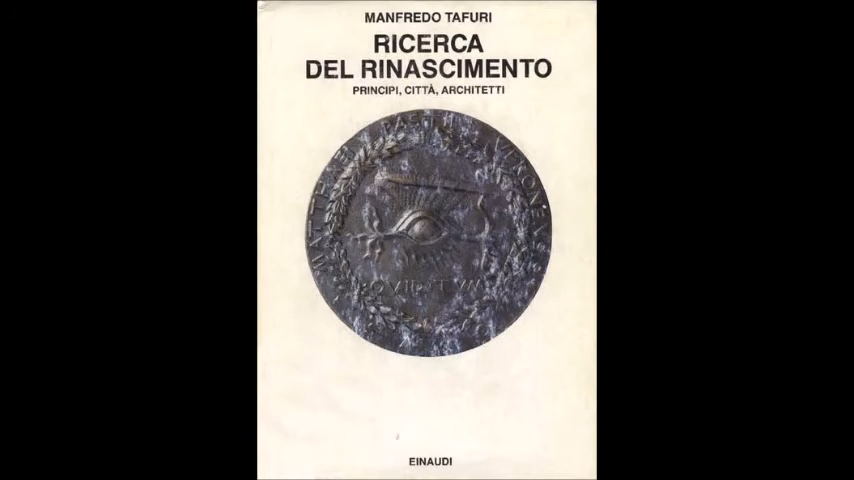 MANFREDO TAFURI
RICERCA
DEL RINASCIMENTO
PRINCIPI, CITTÀ, ARCHITETTI
EINAUDI